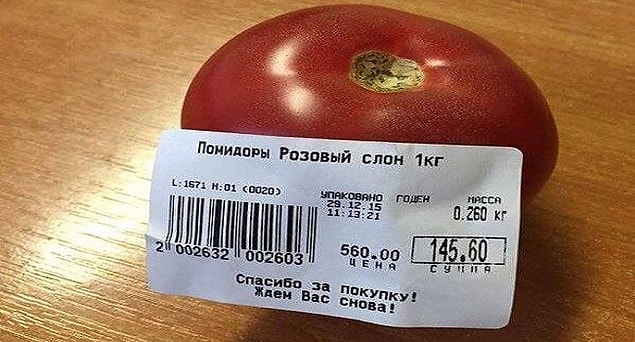 Помидоры Розовый слон 1кг
L:1671 М:01 (0020)
УПАКОВАНО ГОДЕН МАССА
29.12.15
11:13:21
0.260 кг
560.00
ЦЕНА
145.60
СУММА
2 002632 002603
Спасибо за покупку!
Ждем Вас снова!